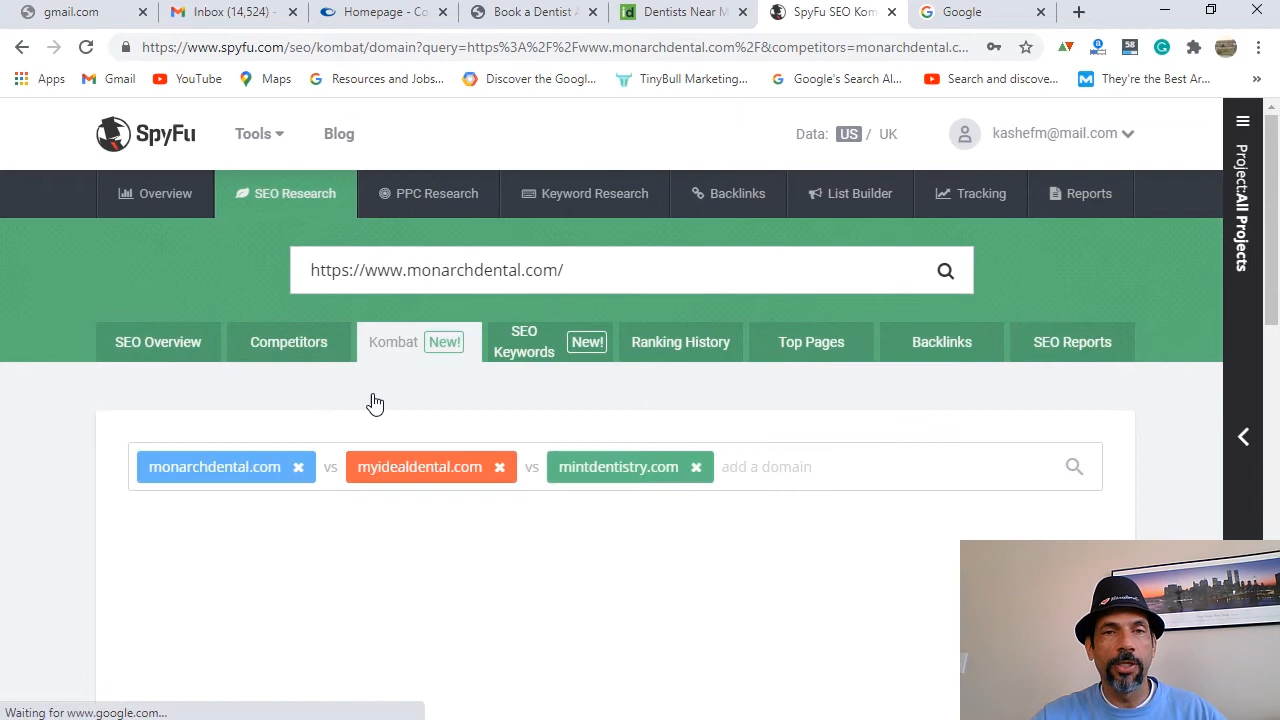 gmail.com
Inbox (14,524) -
Homepage - Co
Book a Dentist A
Dentists Near M
SpyFu SEO Kom
Google
https://www.spyfu.com/seo/kombat/domain?query=https%3%2F%2Fwww.monarchdental.com%2F&competitors=monarchdental.c...
58
Apps
Gmail
YouTube
Maps
Resources and Jobs...
Discover the Googl...
TinyBull Marketing...
Google's Search Al...
Search and discove...
They're the Best Ar...
»
SpyFu
Tools
Blog
Data: US / UK
kashefm@mail.com
Project:All Projects
Overview
SEO Research
PPC Research
Keyword Research
Backlinks
List Builder
Tracking
Reports
https://www.monarchdental.com/
SEO Overview
Competitors
Kombat New!
SEO Keywords New!
Ranking History
Top Pages
Backlinks
SEO Reports
monarchdental.com × vs myidealdental.com × vs mintdentistry.com × add a domain
Waiting for www.google.com...